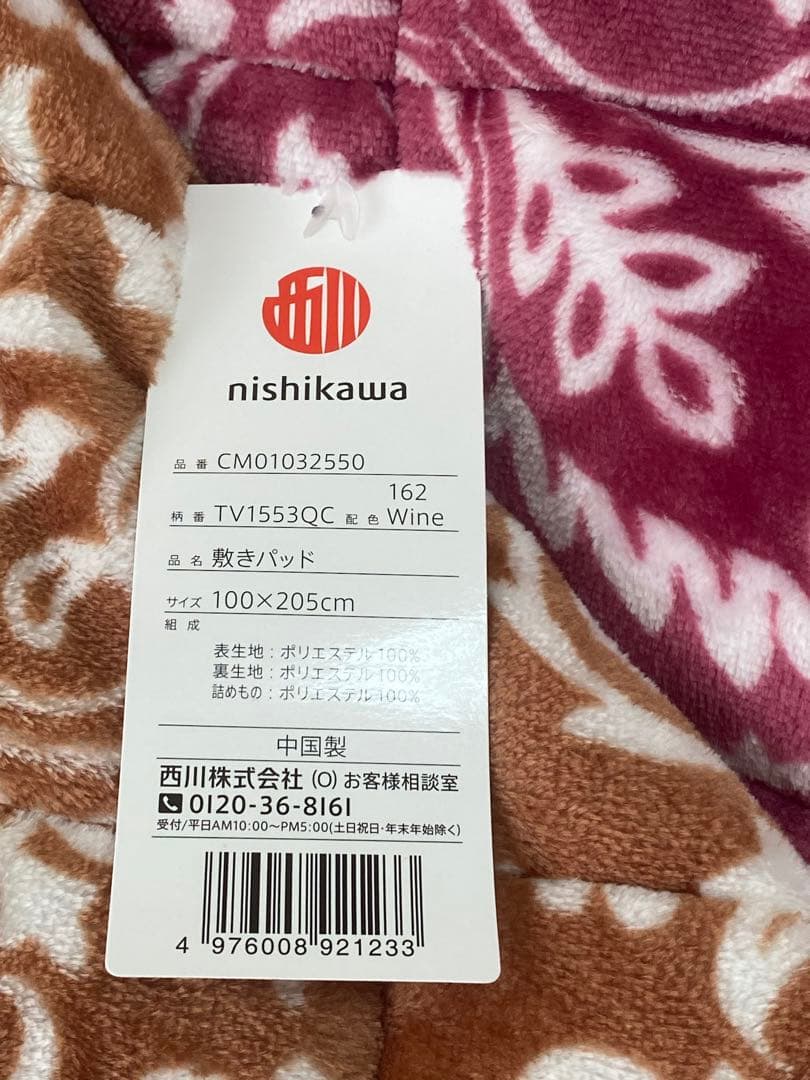 西川
nishikawa
品番 CM01032550
162
柄番 TV1553QC 配色 Wine
品名 敷きパッド
サイズ 100×205cm
組成
表生地:ポリエステル100%
裏生地:ポリエステル100%
詰めもの:ポリエステル100%
中国製
西川株式会社 (O) お客様相談室
0120-36-8161
受付/平日AM10:00〜PM5:00(土日祝日・年末年始除く)
4 976008 921233